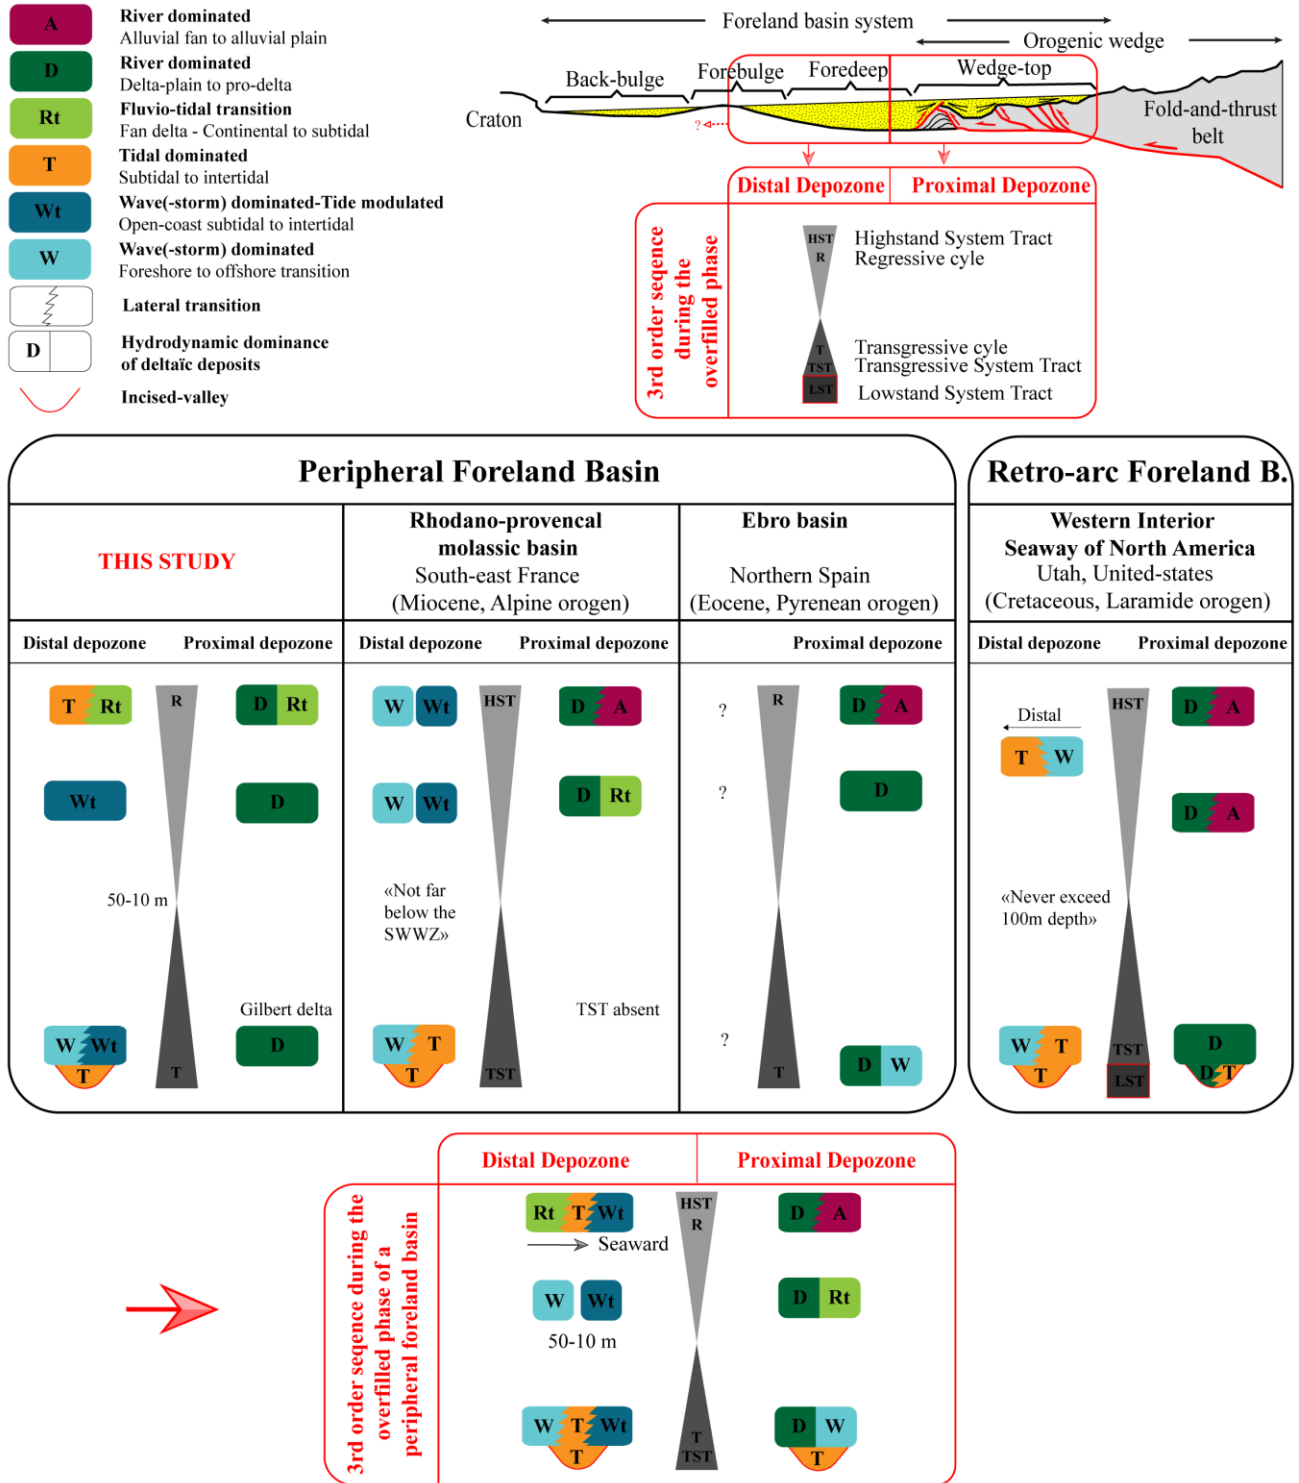 A
River dominated
Alluvial fan to alluvial plain
D
River dominated
Delta-plain to pro-delta
Rt
Fluvio-tidal transition
Fan delta - Continental to subtidal
T
Tidal dominated
Subtidal to intertidal
Wt
Wave(-storm) dominated-Tide modulated
Open-coast subtidal to intertidal
W
Wave(-storm) dominated
Foreshore to offshore transition
Lateral transition
D
Hydrodynamic dominance
of deltaïc deposits
Incised-valley
Foreland basin system
Orogenic wedge
Back-bulge
Forebulge
Foredeep
Wedge-top
Craton
?
Fold-and-thrust
belt
Distal Depozone
Proximal Depozone
3rd order seqence
during the
overfilled phase
HST
R
Highstand System Tract
Regressive cyle
T
TST
LST
Transgressive cyle
Transgressive System Tract
Lowstand System Tract
Peripheral Foreland Basin
Retro-arc Foreland B.
THIS STUDY
Rhodano-provencal
molassic basin
South-east France
(Miocene, Alpine orogen)
Ebro basin
Northern Spain
(Eocene, Pyrenean orogen)
Western Interior
Seaway of North America
Utah, United-states
(Cretaceous, Laramide orogen)
Distal depozone
Proximal depozone
Distal depozone
Proximal depozone
Proximal depozone
Distal depozone
Proximal depozone
T Rt
R
D Rt
Wt
D
50-10 m
Gilbert delta
W Wt
T
T
D
W Wt
HST
D A
W Wt
D Rt
«Not far
below the
SWWZ»
TST absent
W T
T
TST
?
R
D A
?
D
?
T
D W
Distal
T W
HST
D A
D A
«Never exceed
100m depth»
W T
T
TST
LST
D
D T
Distal Depozone
Proximal Depozone
3rd order seqence during the
overfilled phase of a
peripheral foreland basin
Rt T Wt
Seaward
HST
R
D A
W Wt
50-10 m
D Rt
W T Wt
T
T
TST
D W
T